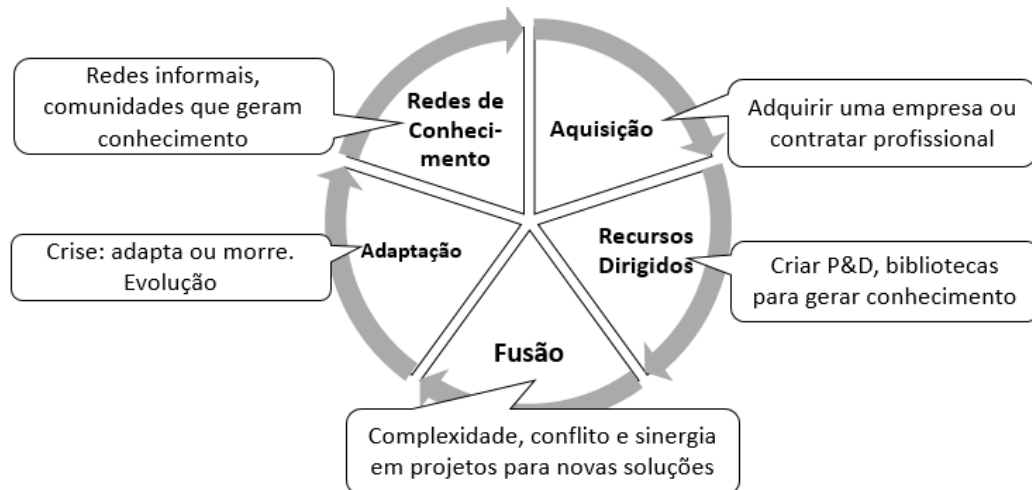 Redes informais,
comunidades que geram
conhecimento
Redes de
Conheci-
mento
Aquisição
Adquirir uma empresa ou
contratar profissional
Crise: adapta ou morre.
Evolução
Adaptação
Recursos
Dirigidos
Criar P&D, bibliotecas
para gerar conhecimento
Fusão
Complexidade, conflito e sinergia
em projetos para novas soluções